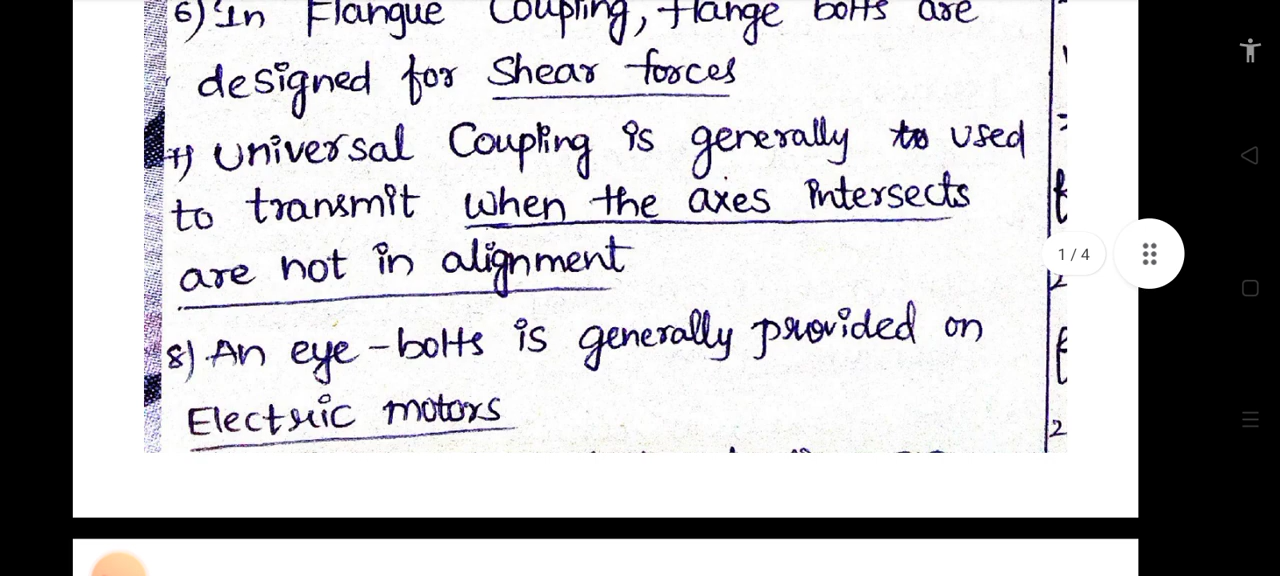 6) In Flangue Coupling, flange bolts are
designed for Shear forces
7) Universal Coupling is generally to used
to transmit when the axes intersects
are not in alignment
1 / 4
8) An eye-bolts is generally provided on
Electric motors